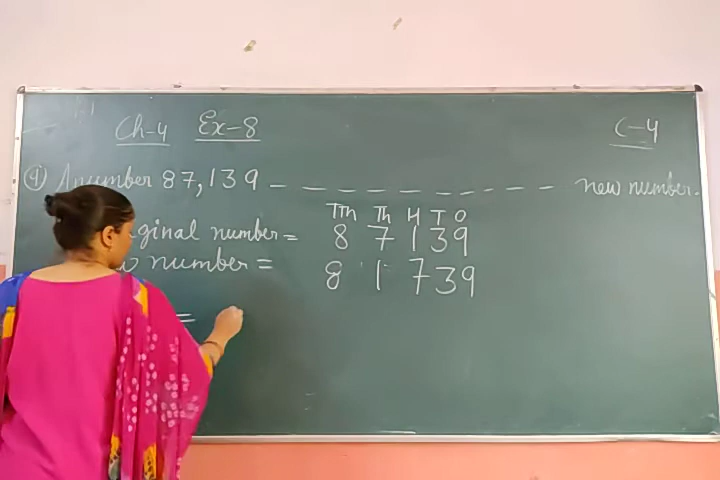 Ch-4 Ex-8 C-4
(9) A number 87,139 — — — — — — — — — — new number.
TTh Th H T O
ginal number = 8 7 1 3 9
number = 8 1 7 3 9
=